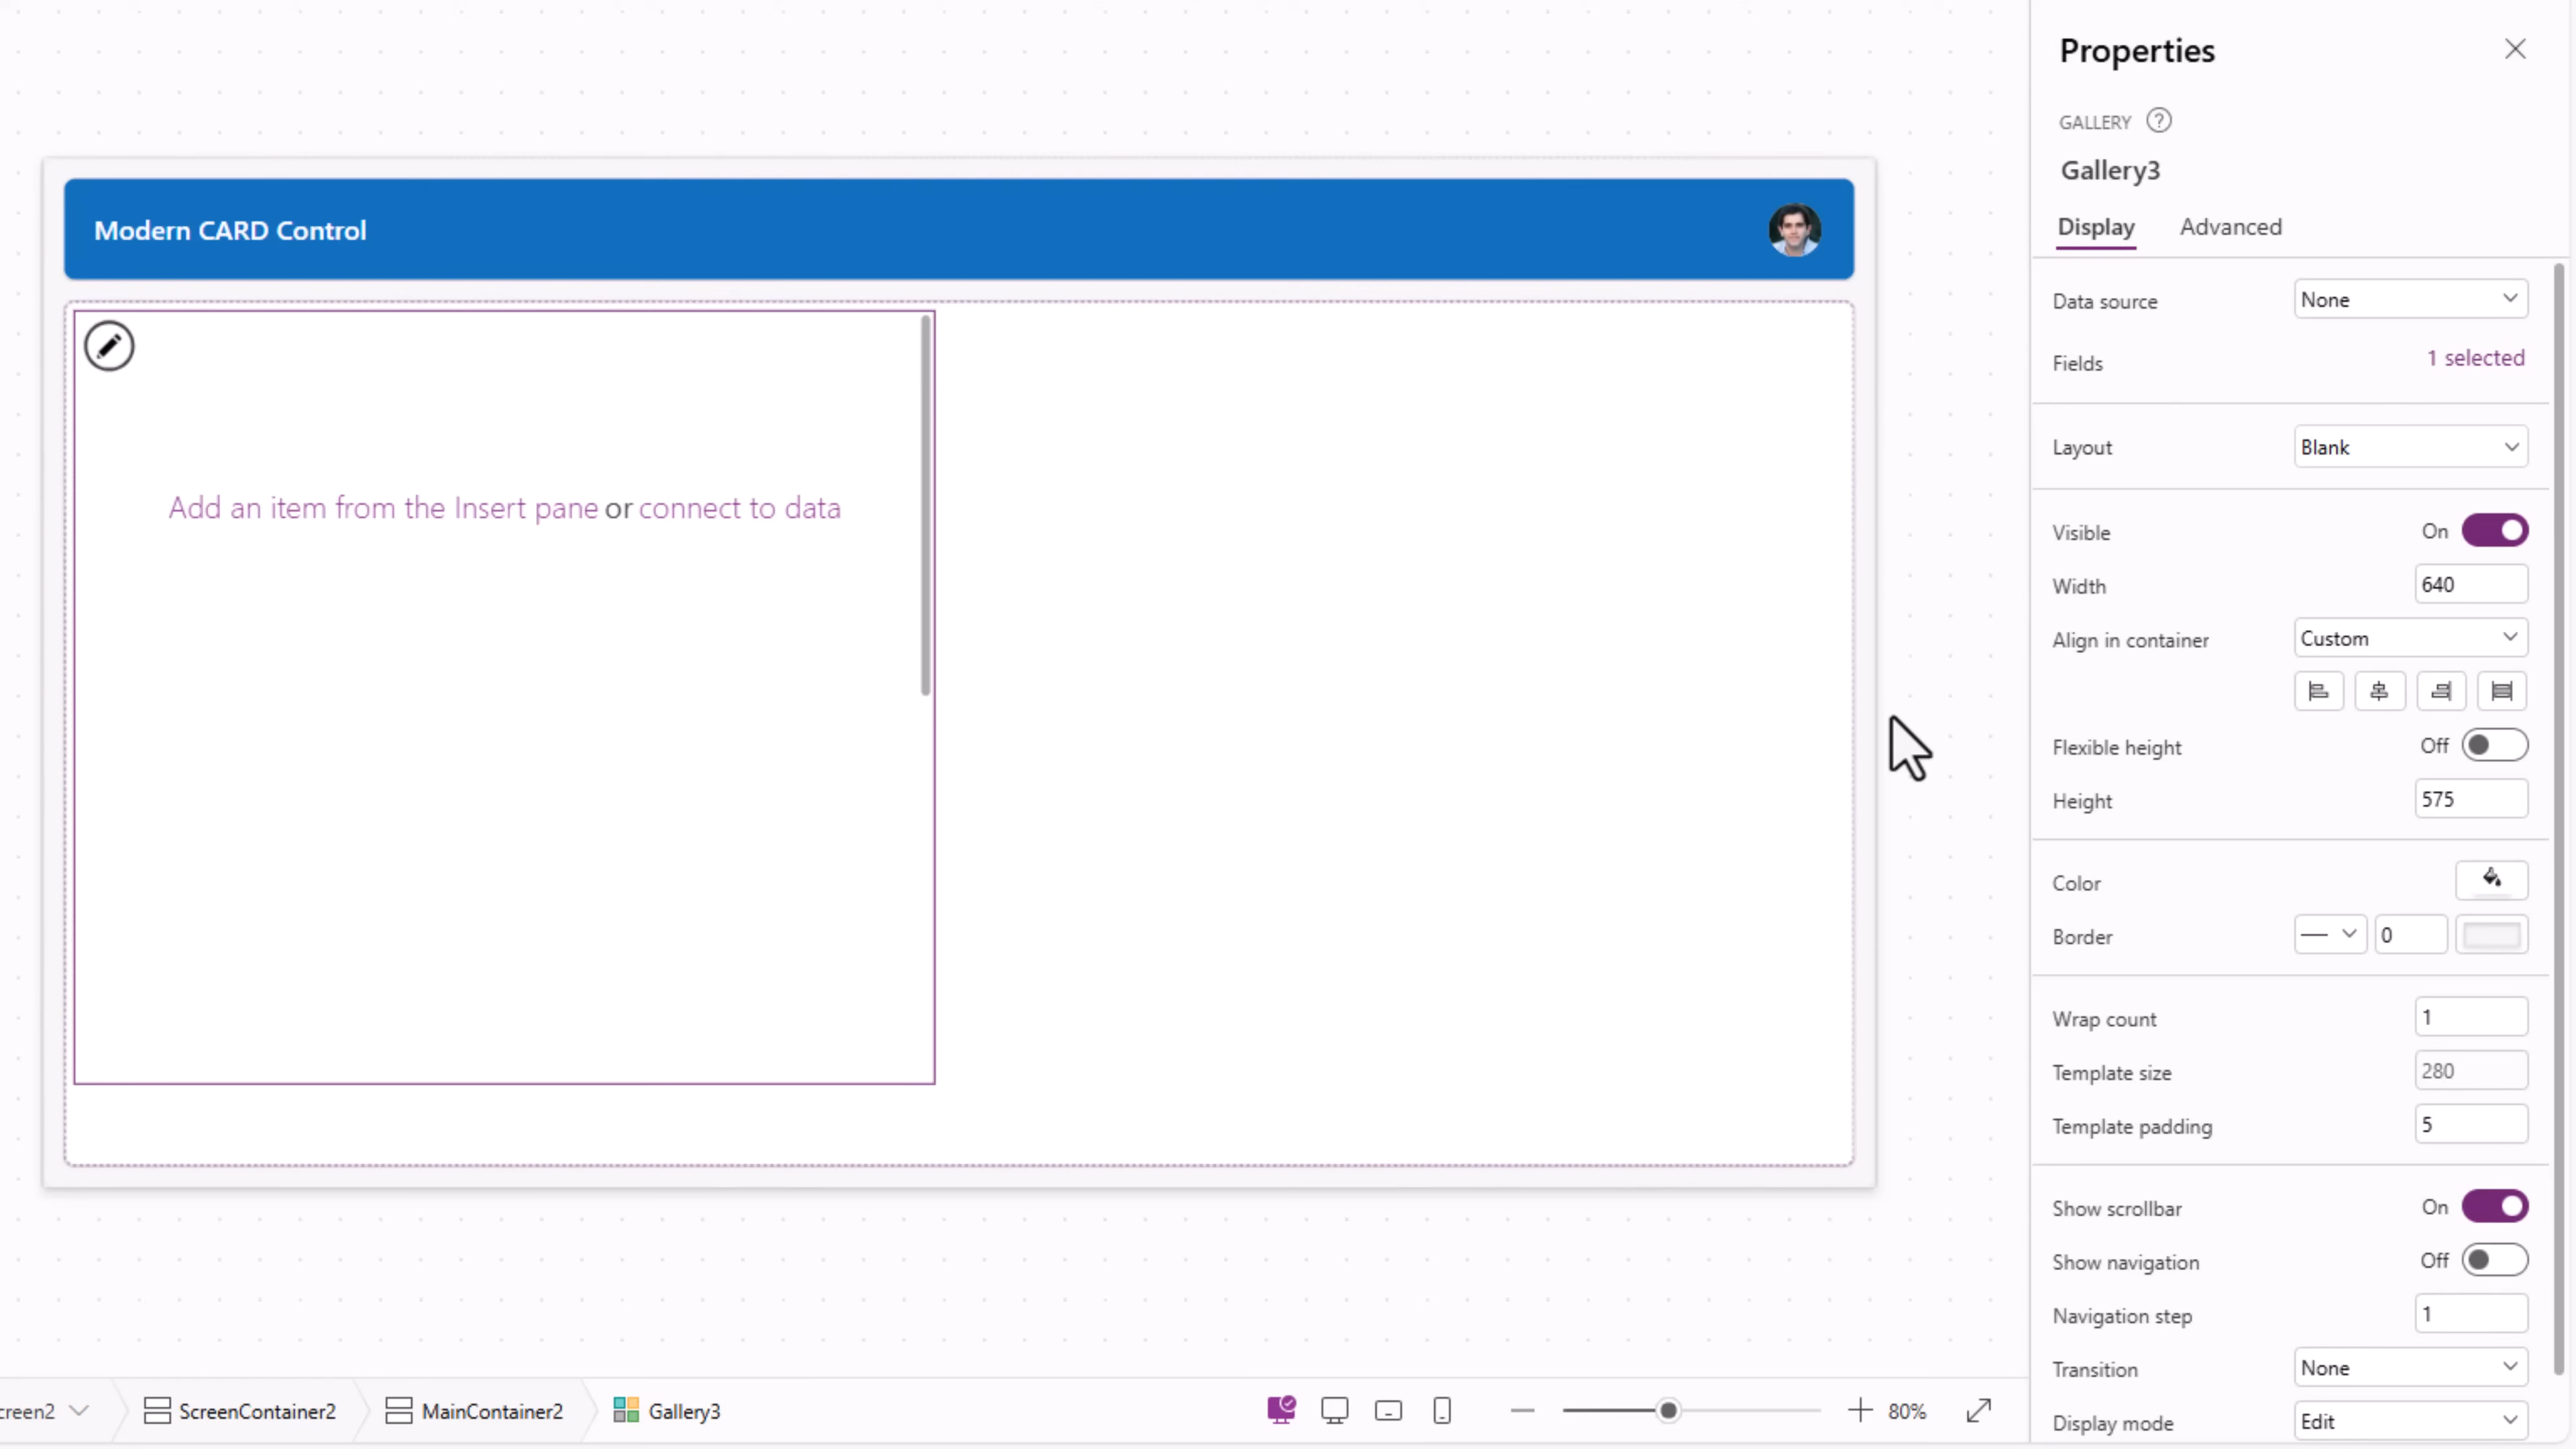 Modern CARD Control
Add an item from the Insert pane or connect to data
creen2
ScreenContainer2
MainContainer2
Gallery3
80%
Properties
GALLERY
?
Gallery3
Display Advanced
Data source None
Fields 1 selected
Layout Blank
Visible On
Width 640
Align in container Custom
Flexible height Off
Height 575
Color
Border 0
Wrap count 1
Template size 280
Template padding 5
Show scrollbar On
Show navigation Off
Navigation step 1
Transition None
Display mode Edit